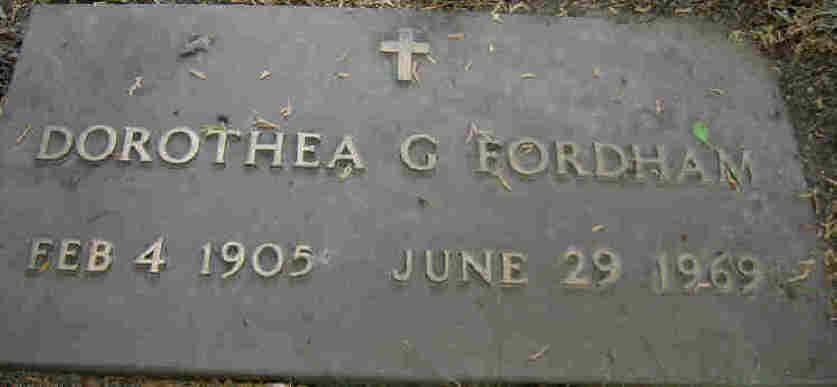 DOROTHEA G FORDHAM
FEB 4 1905 JUNE 29 1969